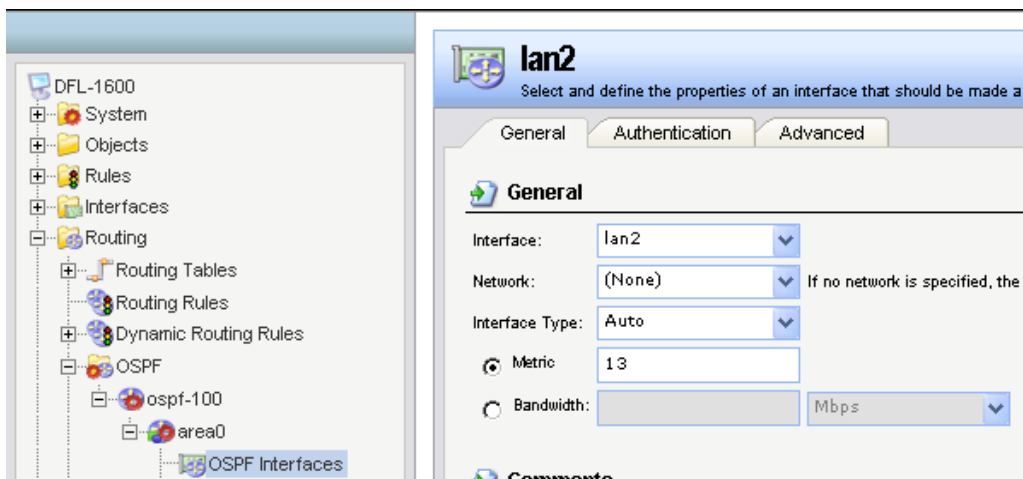 DFL-1600
System
Objects
Rules
Interfaces
Routing
Routing Tables
Routing Rules
Dynamic Routing Rules
OSPF
ospf-100
area0
OSPF Interfaces
lan2
Select and define the properties of an interface that should be made a
General Authentication Advanced
General
Interface: lan2
Network: (None) If no network is specified, the
Interface Type: Auto
Metric 13
Bandwidth: Mbps
Comments